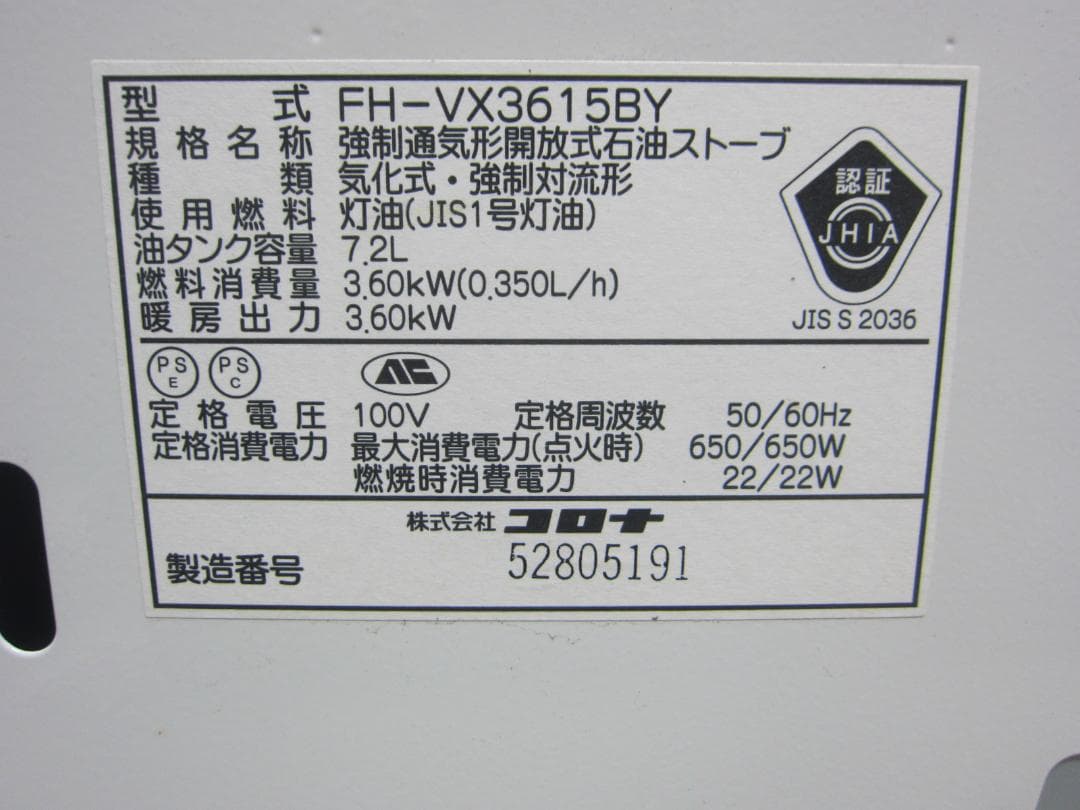 型式 FH-VX3615BY
規格名称 強制通気形開放式石油ストーブ
種類 気化式・強制対流形
使用燃料 灯油(JIS1号灯油)
油タンク容量 7.2L
燃料消費量 3.60kW(0.350L/h)
暖房出力 3.60kW
認証
JHIA
JIS S 2036
PS E PS C
定格電圧 100V 定格周波数 50/60Hz
定格消費電力 最大消費電力(点火時) 650/650W
燃焼時消費電力 22/22W
株式会社 コロナ
製造番号 52805191